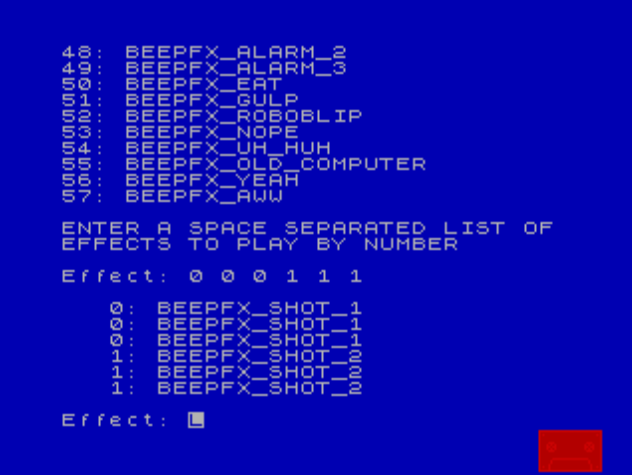 48: BEEPFX_ALARM_2
49: BEEPFX_ALARM_3
50: BEEPFX_EAT
51: BEEPFX_GULP
52: BEEPFX_ROBOBLIP
53: BEEPFX_NOPE
54: BEEPFX_UH_HUH
55: BEEPFX_OLD_COMPUTER
56: BEEPFX_YEAH
57: BEEPFX_AWW
ENTER A SPACE SEPARATED LIST OF
EFFECTS TO PLAY BY NUMBER
Effect: 0 0 0 1 1 1
0: BEEPFX_SHOT_1
0: BEEPFX_SHOT_1
0: BEEPFX_SHOT_1
1: BEEPFX_SHOT_2
1: BEEPFX_SHOT_2
1: BEEPFX_SHOT_2
Effect: L